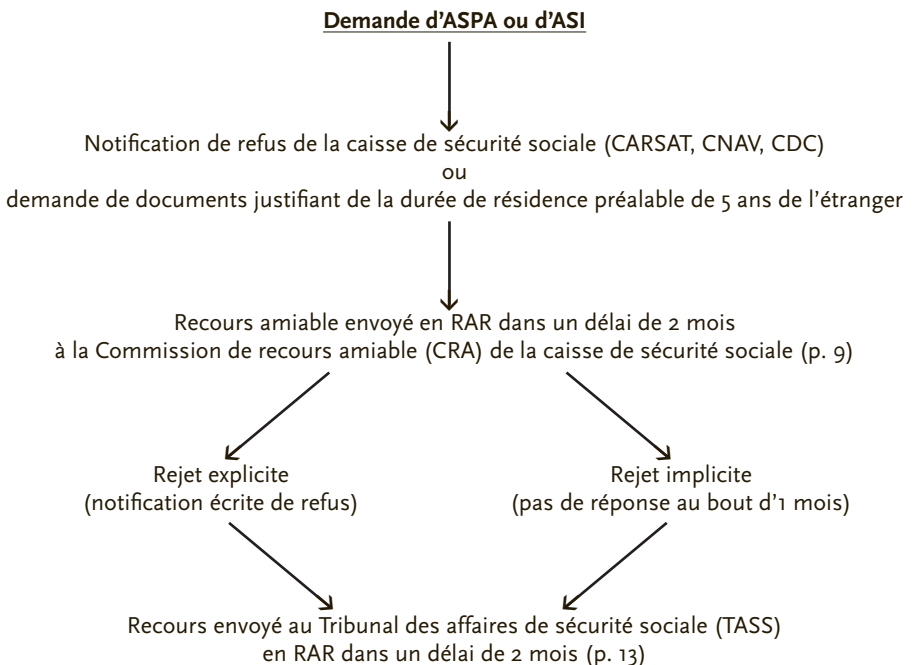 Demande d'ASPA ou d'ASI
Notification de refus de la caisse de sécurité sociale (CARSAT, CNAV, CDC)
ou
demande de documents justifiant de la durée de résidence préalable de 5 ans de l'étranger
Recours amiable envoyé en RAR dans un délai de 2 mois
à la Commission de recours amiable (CRA) de la caisse de sécurité sociale (p. 9)
Rejet explicite
(notification écrite de refus)
Rejet implicite
(pas de réponse au bout d'1 mois)
Recours envoyé au Tribunal des affaires de sécurité sociale (TASS)
en RAR dans un délai de 2 mois (p. 13)